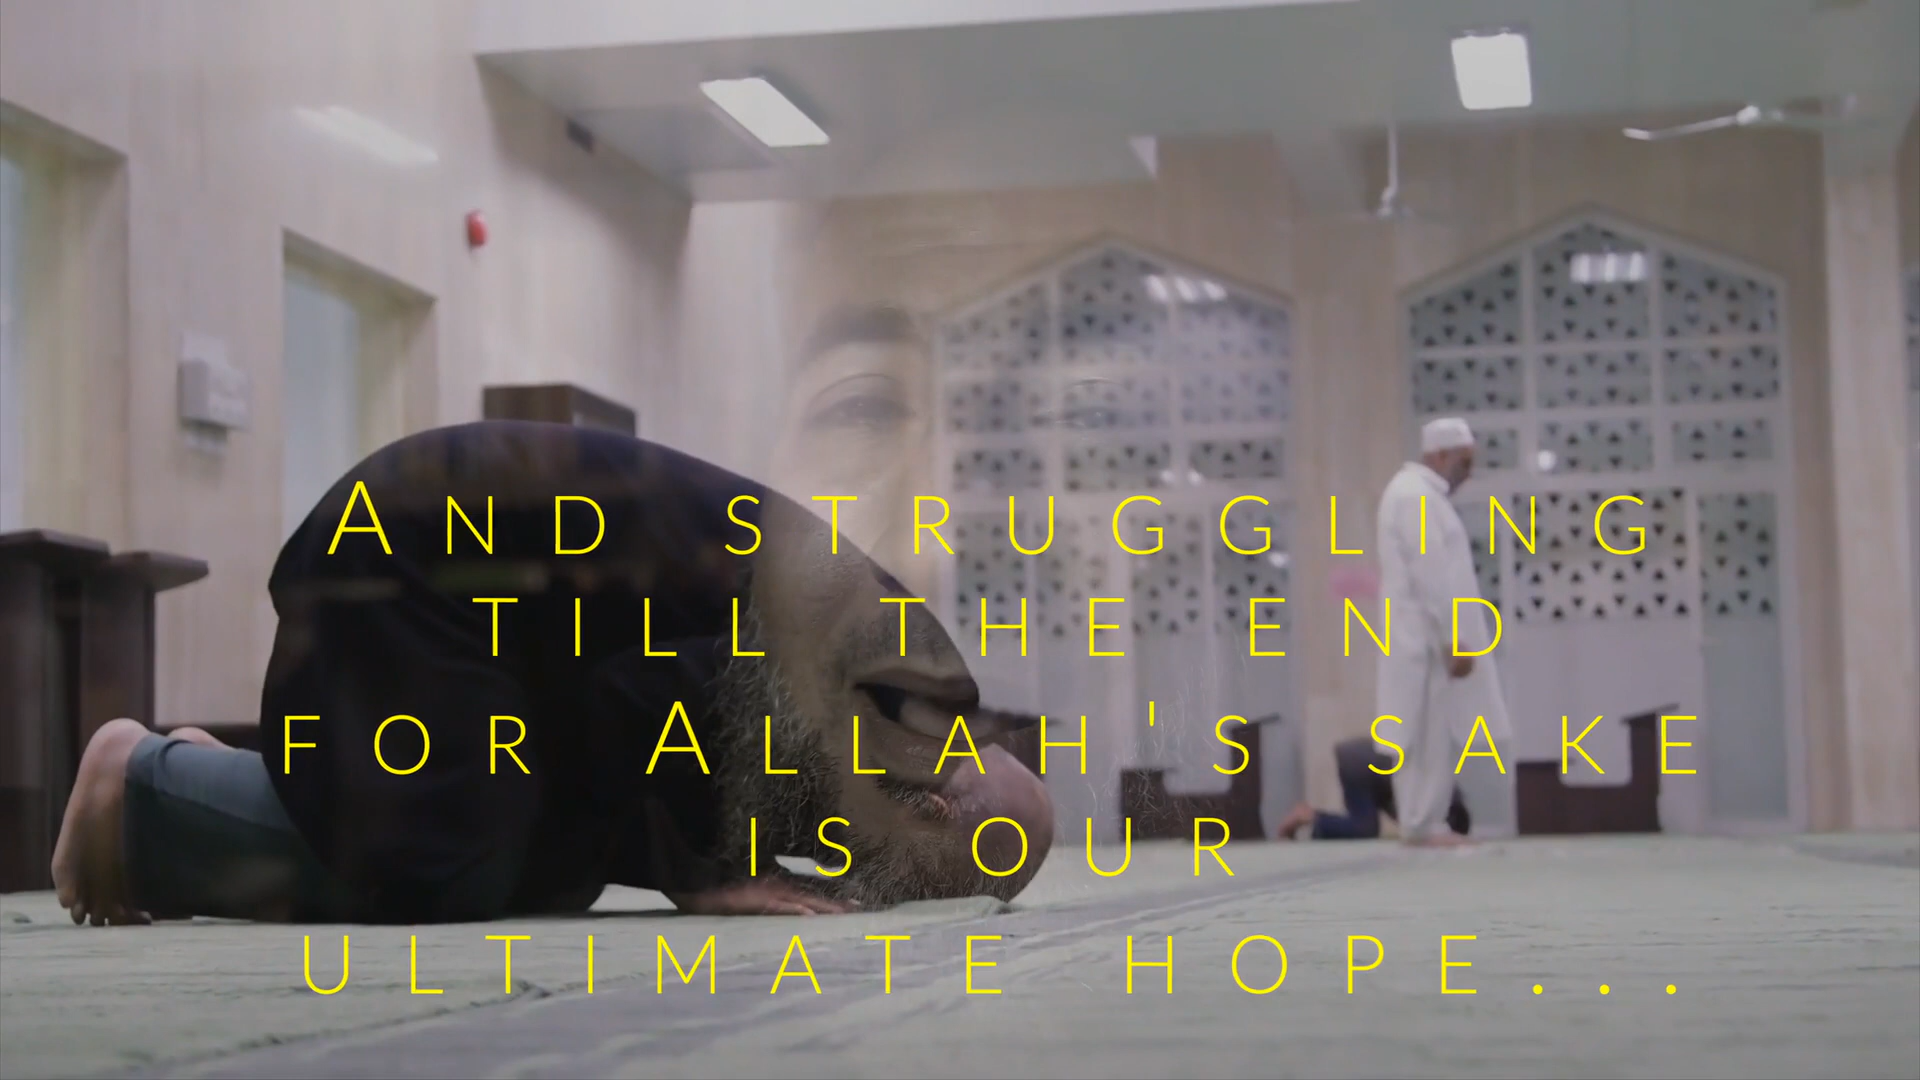 And struggling
till the end
for Allah's sake
is our
ultimate hope...